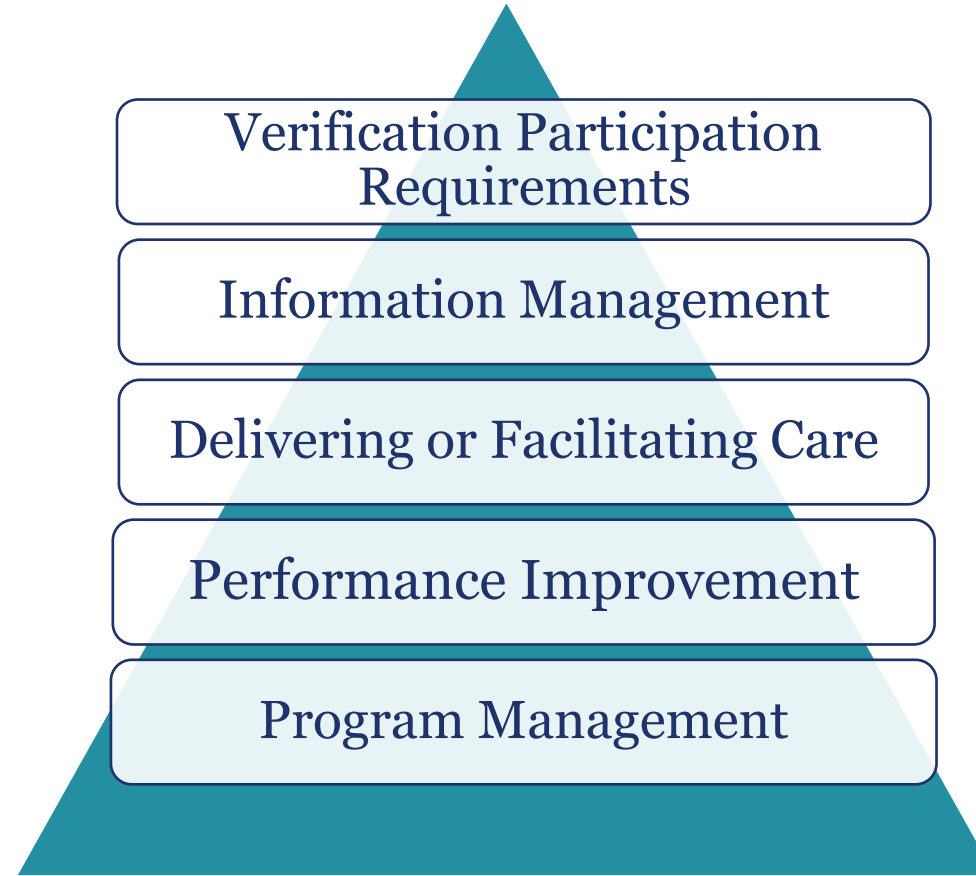 Verification Participation
Requirements
Information Management
Delivering or Facilitating Care
Performance Improvement
Program Management